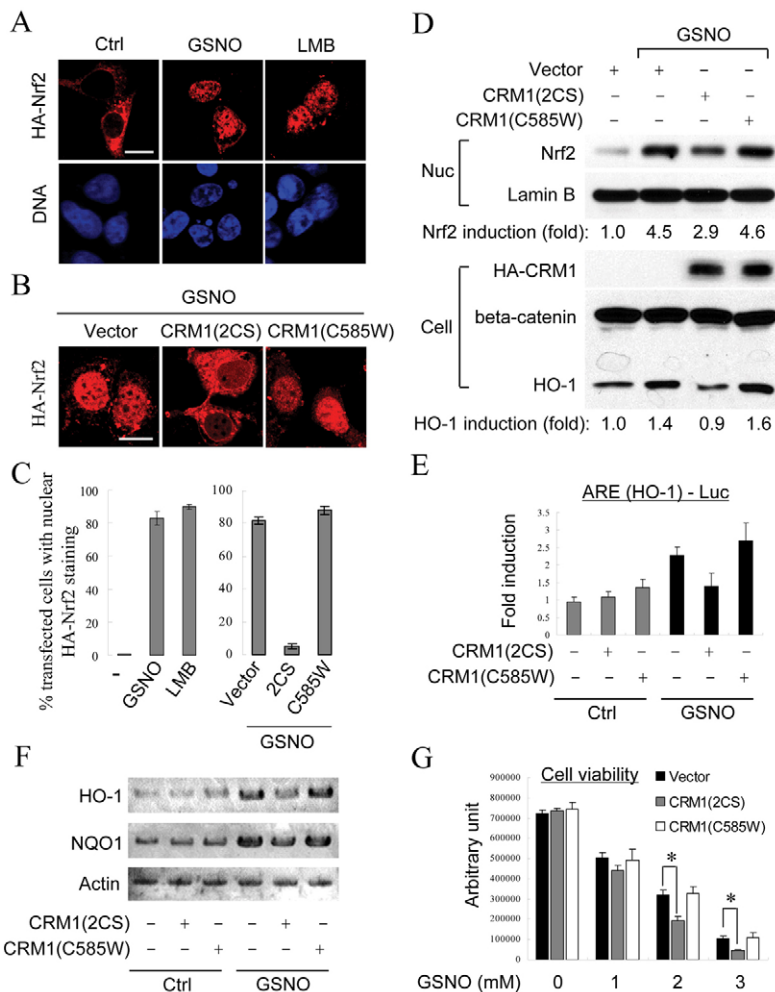 A
Ctrl GSNO LMB
HA-Nrf2
DNA
B
GSNO
Vector CRM1(2CS) CRM1(C585W)
HA-Nrf2
C
% transfected cells with nuclear
HA-Nrf2 staining
80
60
40
20
0
- GSNO LMB
80
60
40
20
0
Vector 2CS C585W
GSNO
D
GSNO
Vector + + – –
CRM1(2CS) – – + –
CRM1(C585W) – – – +
Nuc
Nrf2
Lamin B
Nrf2 induction (fold): 1.0 4.5 2.9 4.6
Cell
HA-CRM1
beta-catenin
HO-1
HO-1 induction (fold): 1.0 1.4 0.9 1.6
E
ARE (HO-1) - Luc
Fold induction
3.5
3
2.5
2
1.5
1
0.5
0
CRM1(2CS) – + – – + –
CRM1(C585W) – – + – – +
Ctrl GSNO
F
HO-1
NQO1
Actin
CRM1(2CS) – + – – + –
CRM1(C585W) – – + – – +
Ctrl GSNO
G
Cell viability
Vector
CRM1(2CS)
CRM1(C585W)
Arbitrary unit
900000
800000
700000
600000
500000
400000
300000
200000
100000
0
* *
GSNO (mM) 0 1 2 3